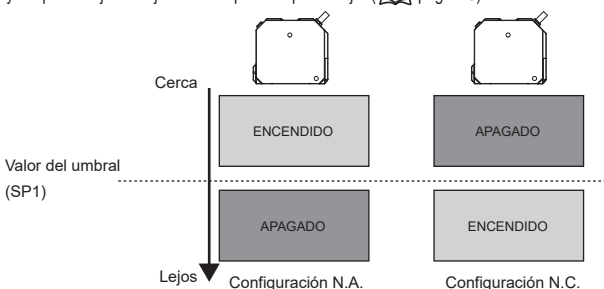 Cerca
ENCENDIDO
APAGADO
Valor del umbral
(SP1)
APAGADO
ENCENDIDO
Lejos
Configuración N.A.
Configuración N.C.